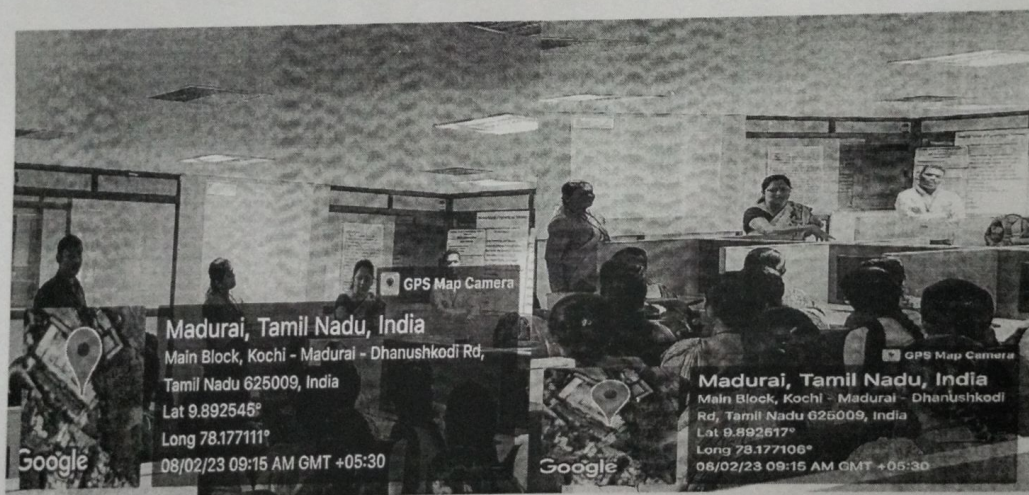 GPS Map Camera
Madurai, Tamil Nadu, India
Main Block, Kochi - Madurai - Dhanushkodi Rd,
Tamil Nadu 625009, India
Lat 9.892545°
Long 78.177111°
08/02/23 09:15 AM GMT +05:30
Google
GPS Map Camera
Madurai, Tamil Nadu, India
Main Block, Kochi - Madurai - Dhanushkodi
Rd, Tamil Nadu 625009, India
Lat 9.892617°
Long 78.177106°
08/02/23 09:15 AM GMT +05:30
Google